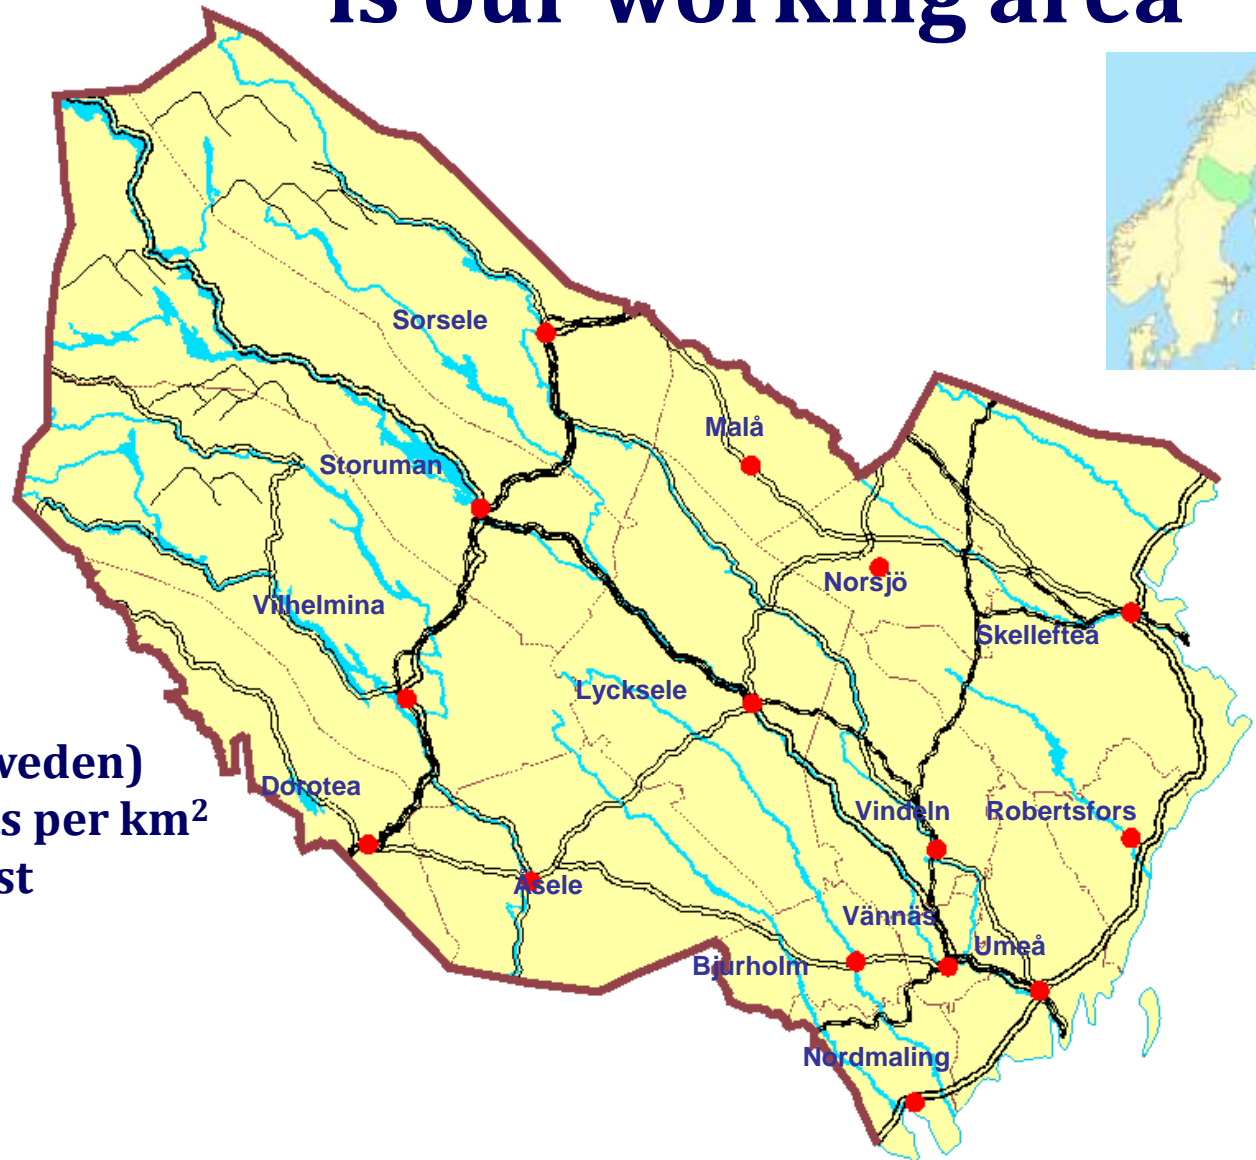 is our working area
Sorsele
Malå
Storuman
Norsjö
Vilhelmina
Skellefteå
Lycksele
weden)
Dorotea
s per km²
Vindeln
Robertsfors
st
Åsele
Vännäs
Umeå
Bjurholm
Nordmaling